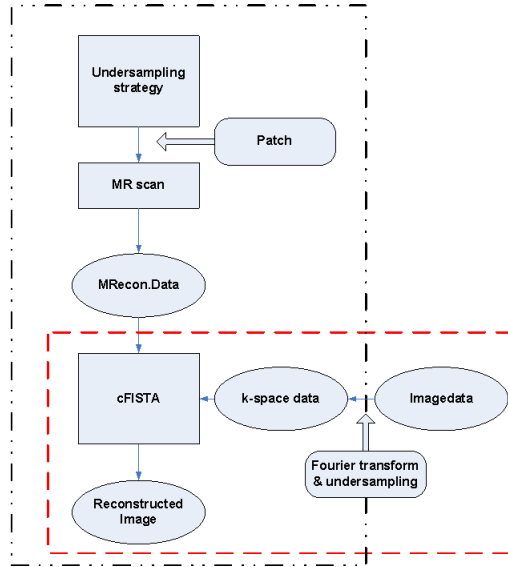 Undersampling
strategy
Patch
MR scan
MRecon.Data
cFISTA
k-space data
Imagedata
Fourier transform
& undersampling
Reconstructed
Image